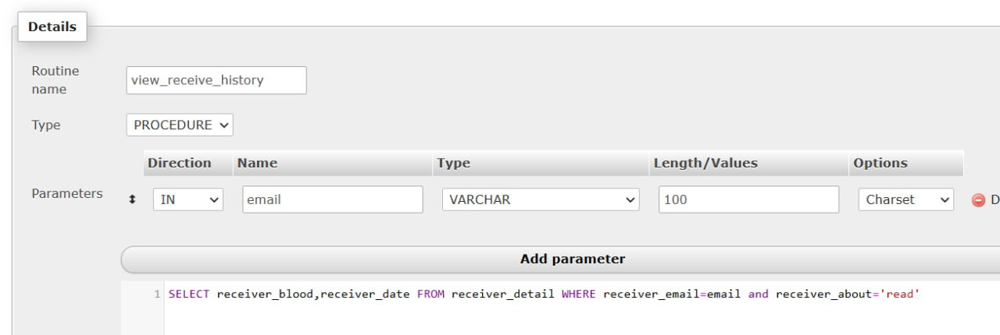 Details
Routine name
view_receive_history
Type
PROCEDURE
Direction Name Type Length/Values Options
Parameters IN email VARCHAR 100 Charset D
Add parameter
1 SELECT receiver_blood,receiver_date FROM receiver_detail WHERE receiver_email=email and receiver_about='read'